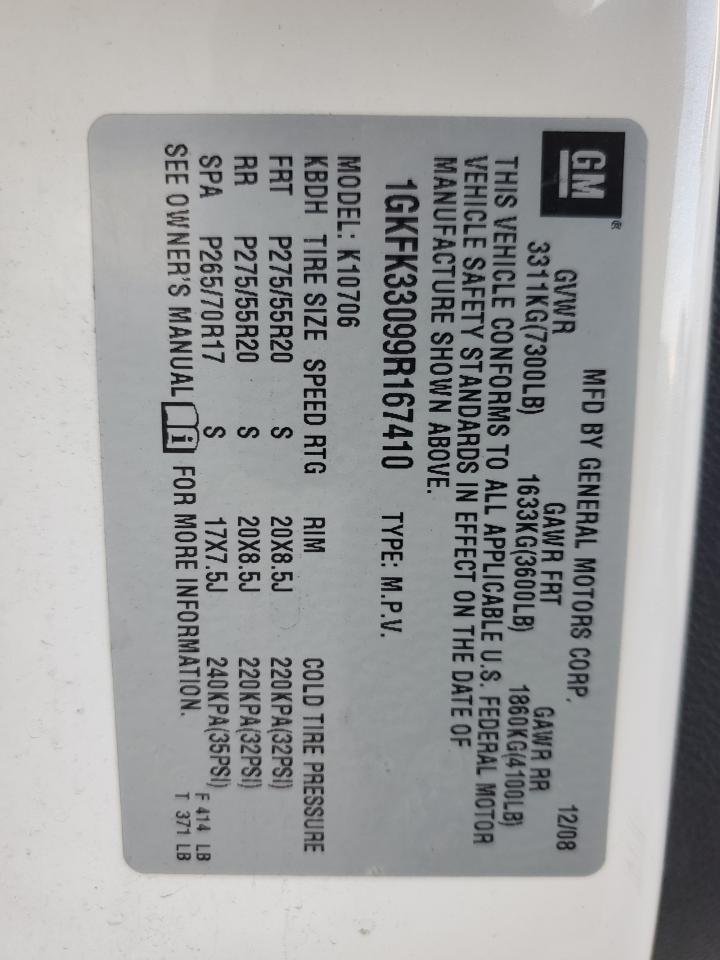 GM®
MFD BY GENERAL MOTORS CORP. 12/08
GVWR GAWR FRT GAWR RR
3311KG(7300LB) 1633KG(3600LB) 1860KG(4100LB)
THIS VEHICLE CONFORMS TO ALL APPLICABLE U.S. FEDERAL MOTOR
VEHICLE SAFETY STANDARDS IN EFFECT ON THE DATE OF
MANUFACTURE SHOWN ABOVE.
1GKFK33099R167410 TYPE: M.P.V.
MODEL: K10706
KBDH TIRE SIZE SPEED RTG RIM COLD TIRE PRESSURE
FRT P275/55R20 S 20X8.5J 220KPA(32PSI)
RR P275/55R20 S 20X8.5J 220KPA(32PSI)
SPA P265/70R17 S 17X7.5J 240KPA(35PSI)
SEE OWNER'S MANUAL i FOR MORE INFORMATION.
F 414 LB
T 371 LB